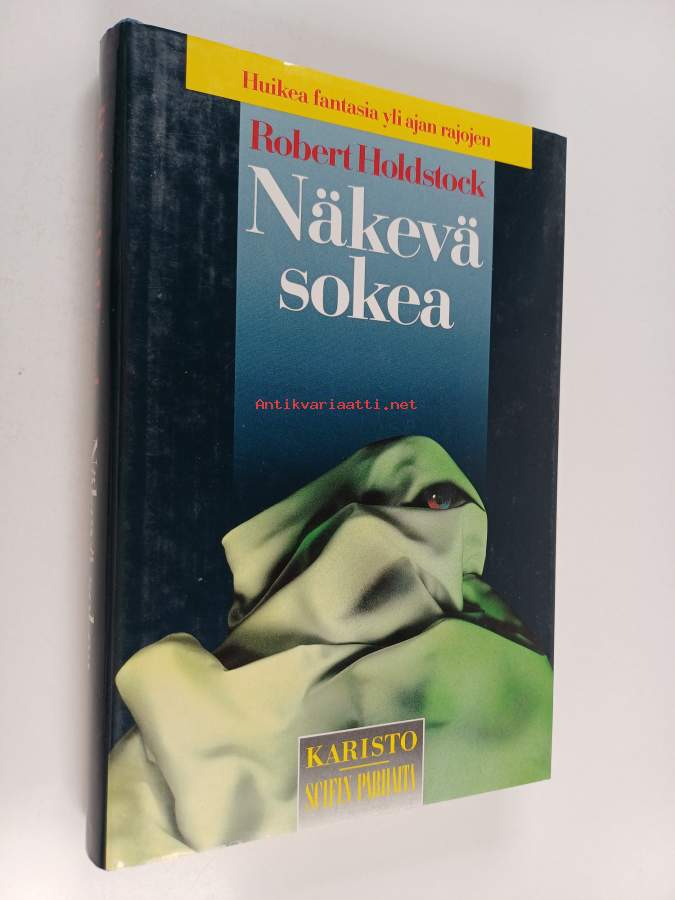 Huikea fantasia yli ajan rajojen
Robert Holdstock
Näkevä
sokea
Antikvariaatti.net
KARISTO
SCIFIN PARHAITA